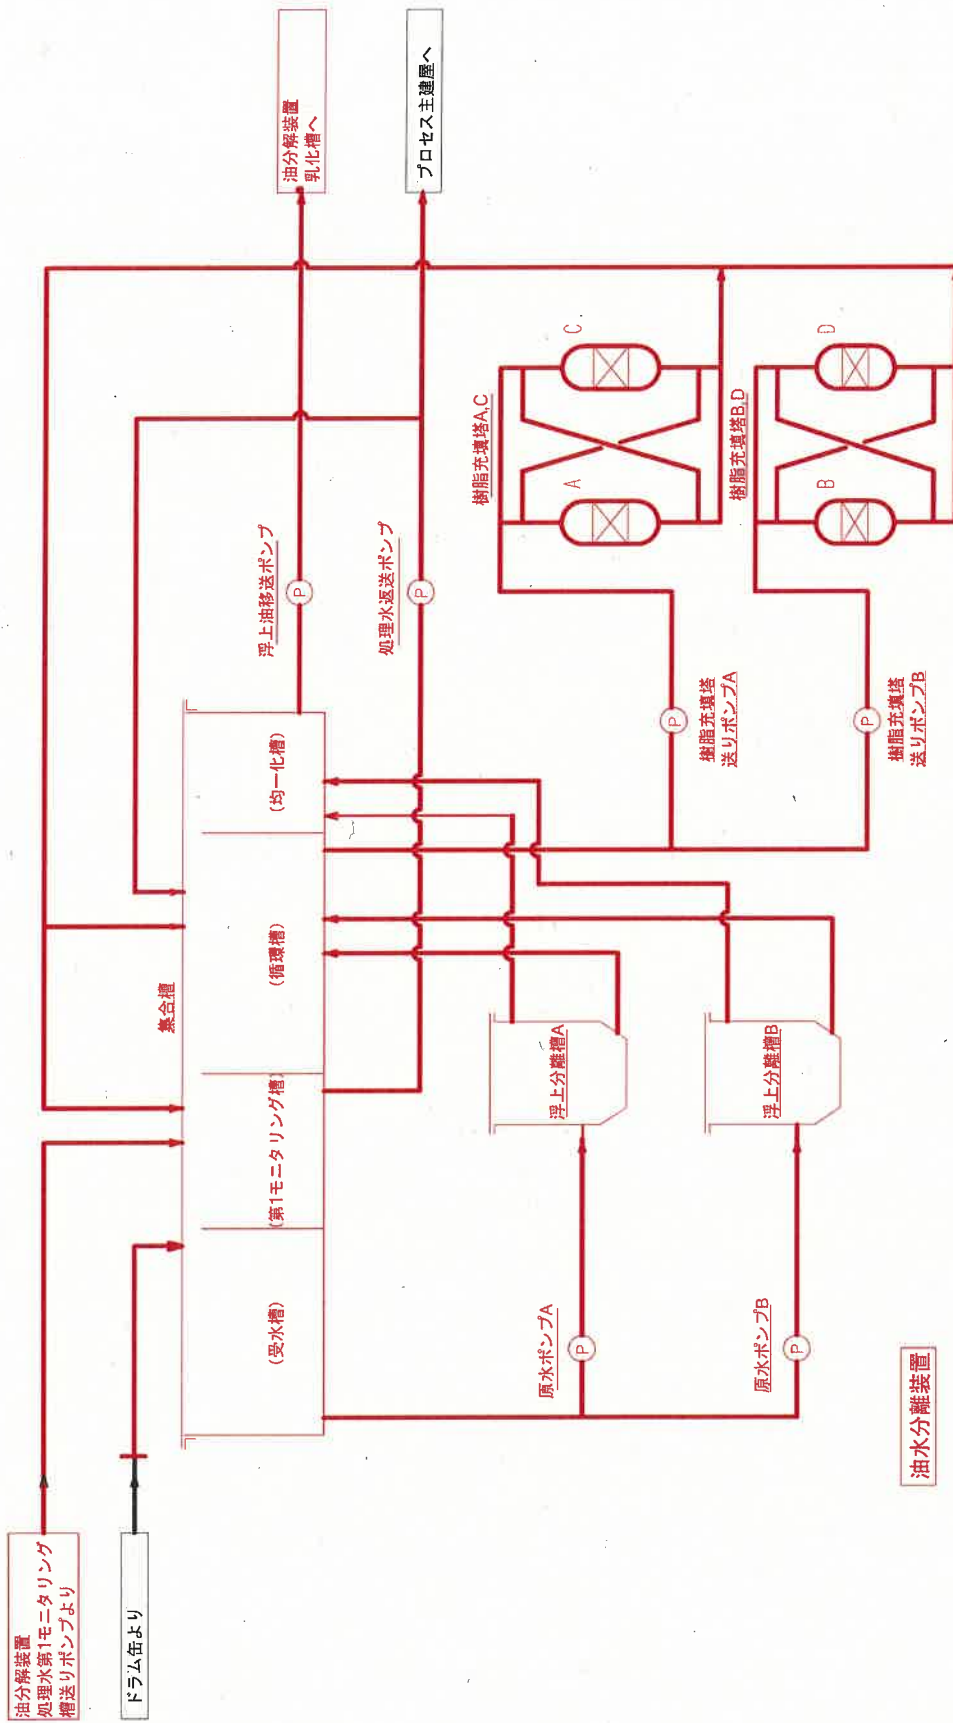 油分解装置
処理水第1モニタリング
槽送りポンプより
ドラム缶より
油分解装置
乳化槽へ
プロセス主建屋へ
集合槽
(受水槽)
(第1モニタリング槽)
(循環槽)
(均一化槽)
浮上油移送ポンプ
処理水返送ポンプ
P
P
原水ポンプA
P
原水ポンプB
P
浮上分離槽A
浮上分離槽B
樹脂充填塔
送りポンプA
P
樹脂充填塔
送りポンプB
P
樹脂充填塔A,C
A
C
樹脂充填塔B,D
B
D
油水分離装置